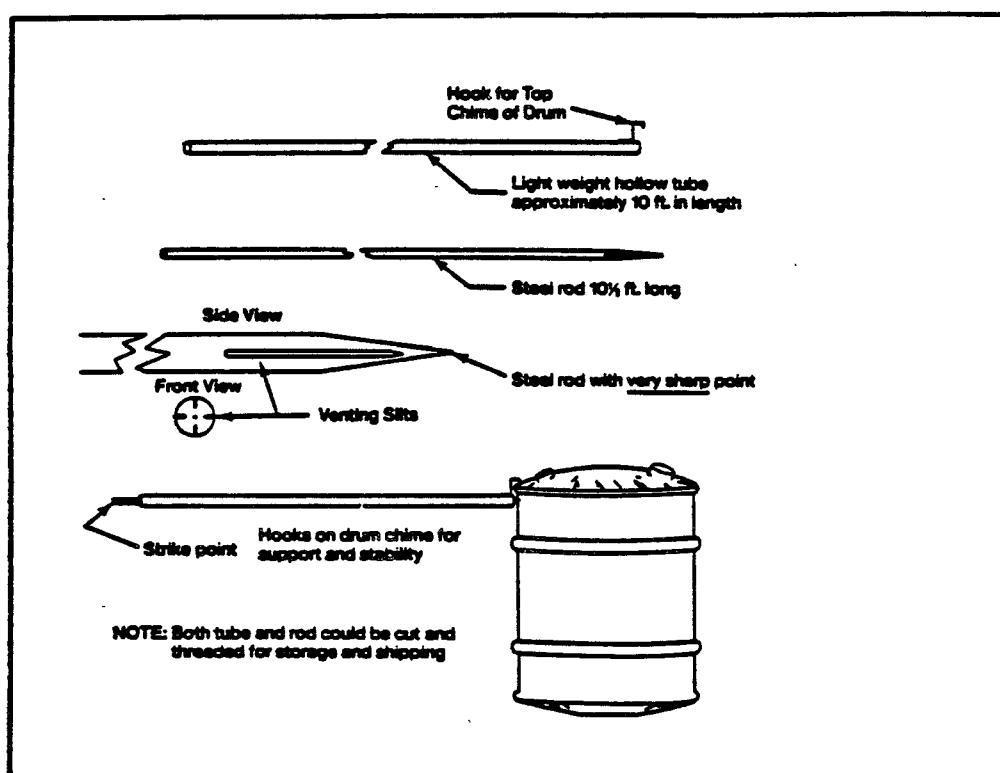 Hook for Top
Chime of Drum
Light weight hollow tube
approximately 10 ft. in length
Steel rod 10½ ft. long
Side View
Steel rod with very sharp point
Front View
Venting Slits
Strike point
Hooks on drum chime for
support and stability
NOTE: Both tube and rod could be cut and
threaded for storage and shipping